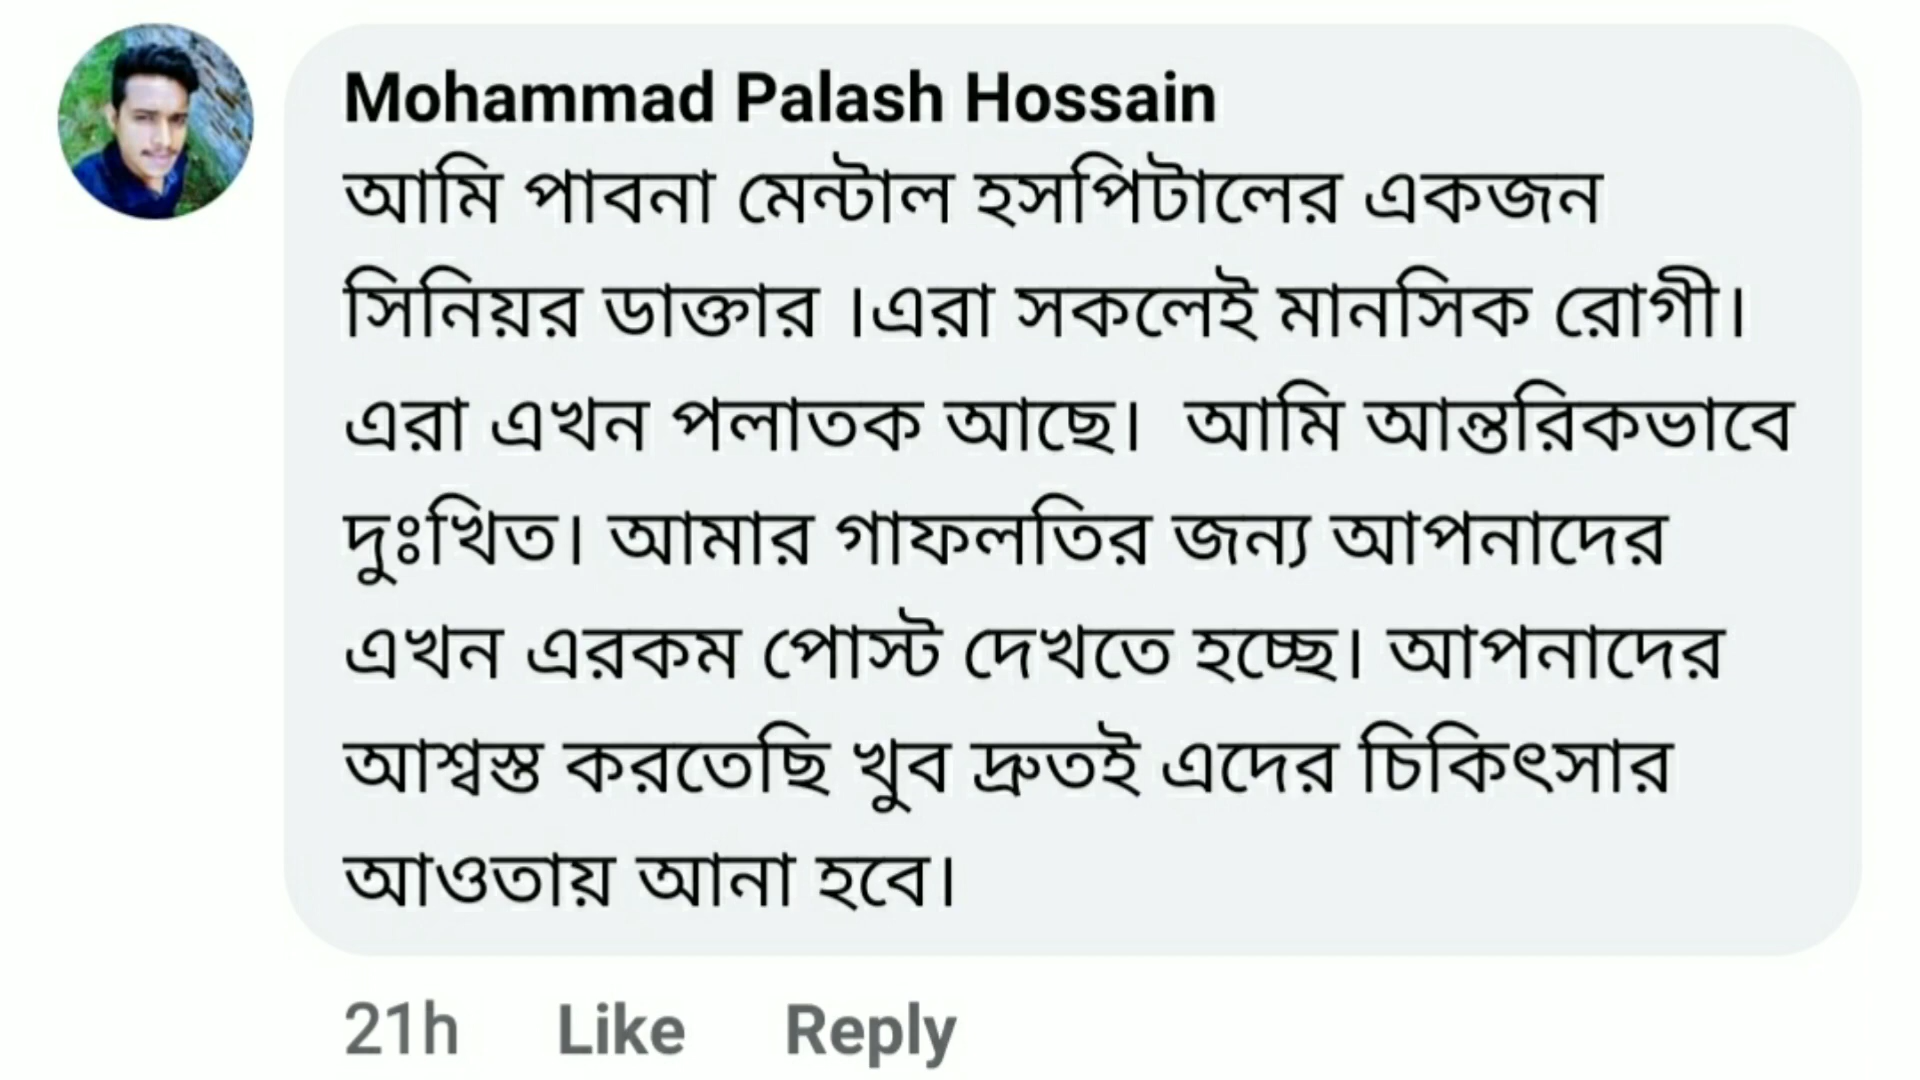 Mohammad Palash Hossain
আমি পাবনা মেন্টাল হসপিটালের একজন
সিনিয়র ডাক্তার ।এরা সকলেই মানসিক রোগী।
এরা এখন পলাতক আছে।  আমি আন্তরিকভাবে
দুঃখিত। আমার গাফলতির জন্য আপনাদের
এখন এরকম পোস্ট দেখতে হচ্ছে। আপনাদের
আশ্বস্ত করতেছি খুব দ্রুতই এদের চিকিৎসার
আওতায় আনা হবে।
21h Like Reply